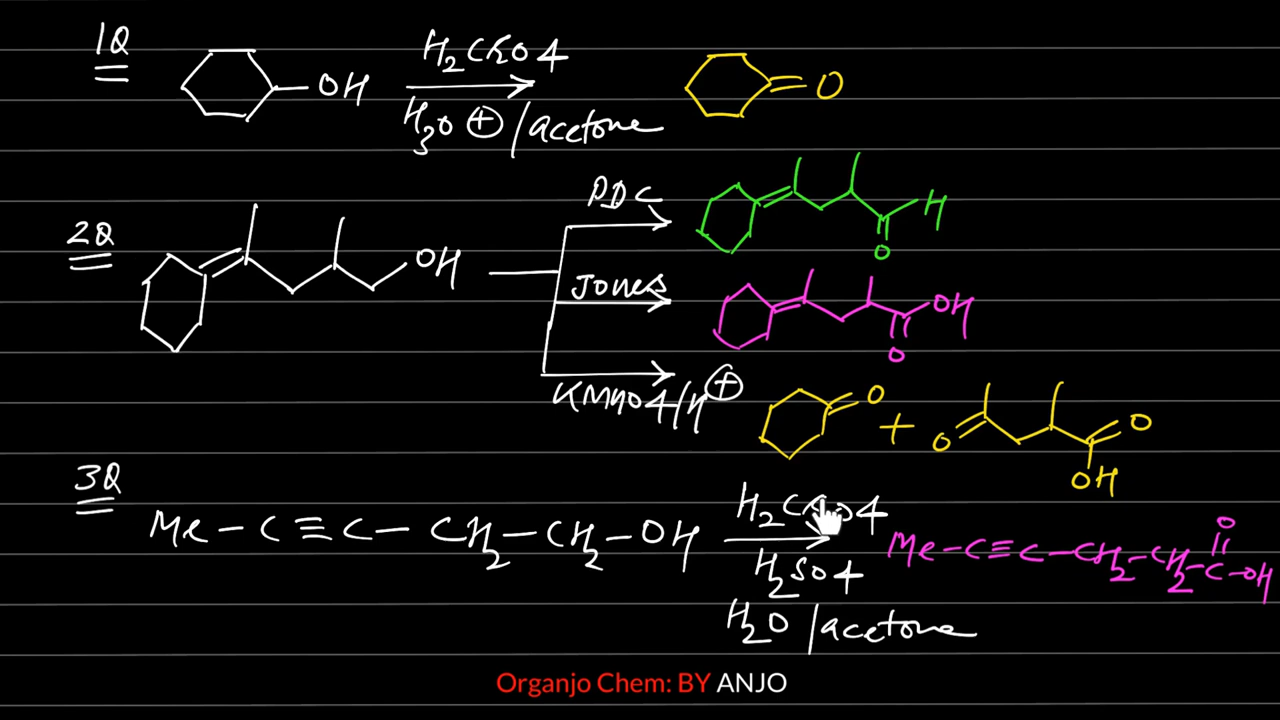 1Q
OH H2CrO4 O
H3O ⊕ / acetone
2Q
OH
PDC
H
O
Jones
OH
O
KMnO4/H⊕
O + O O
OH
3Q
Me - C ≡ C - CH2 - CH2 - OH
H2CrO4
H2SO4
H2O / acetone
O
Me - C ≡ C - CH2 - CH2 - C - OH
Organjo Chem: BY ANJO